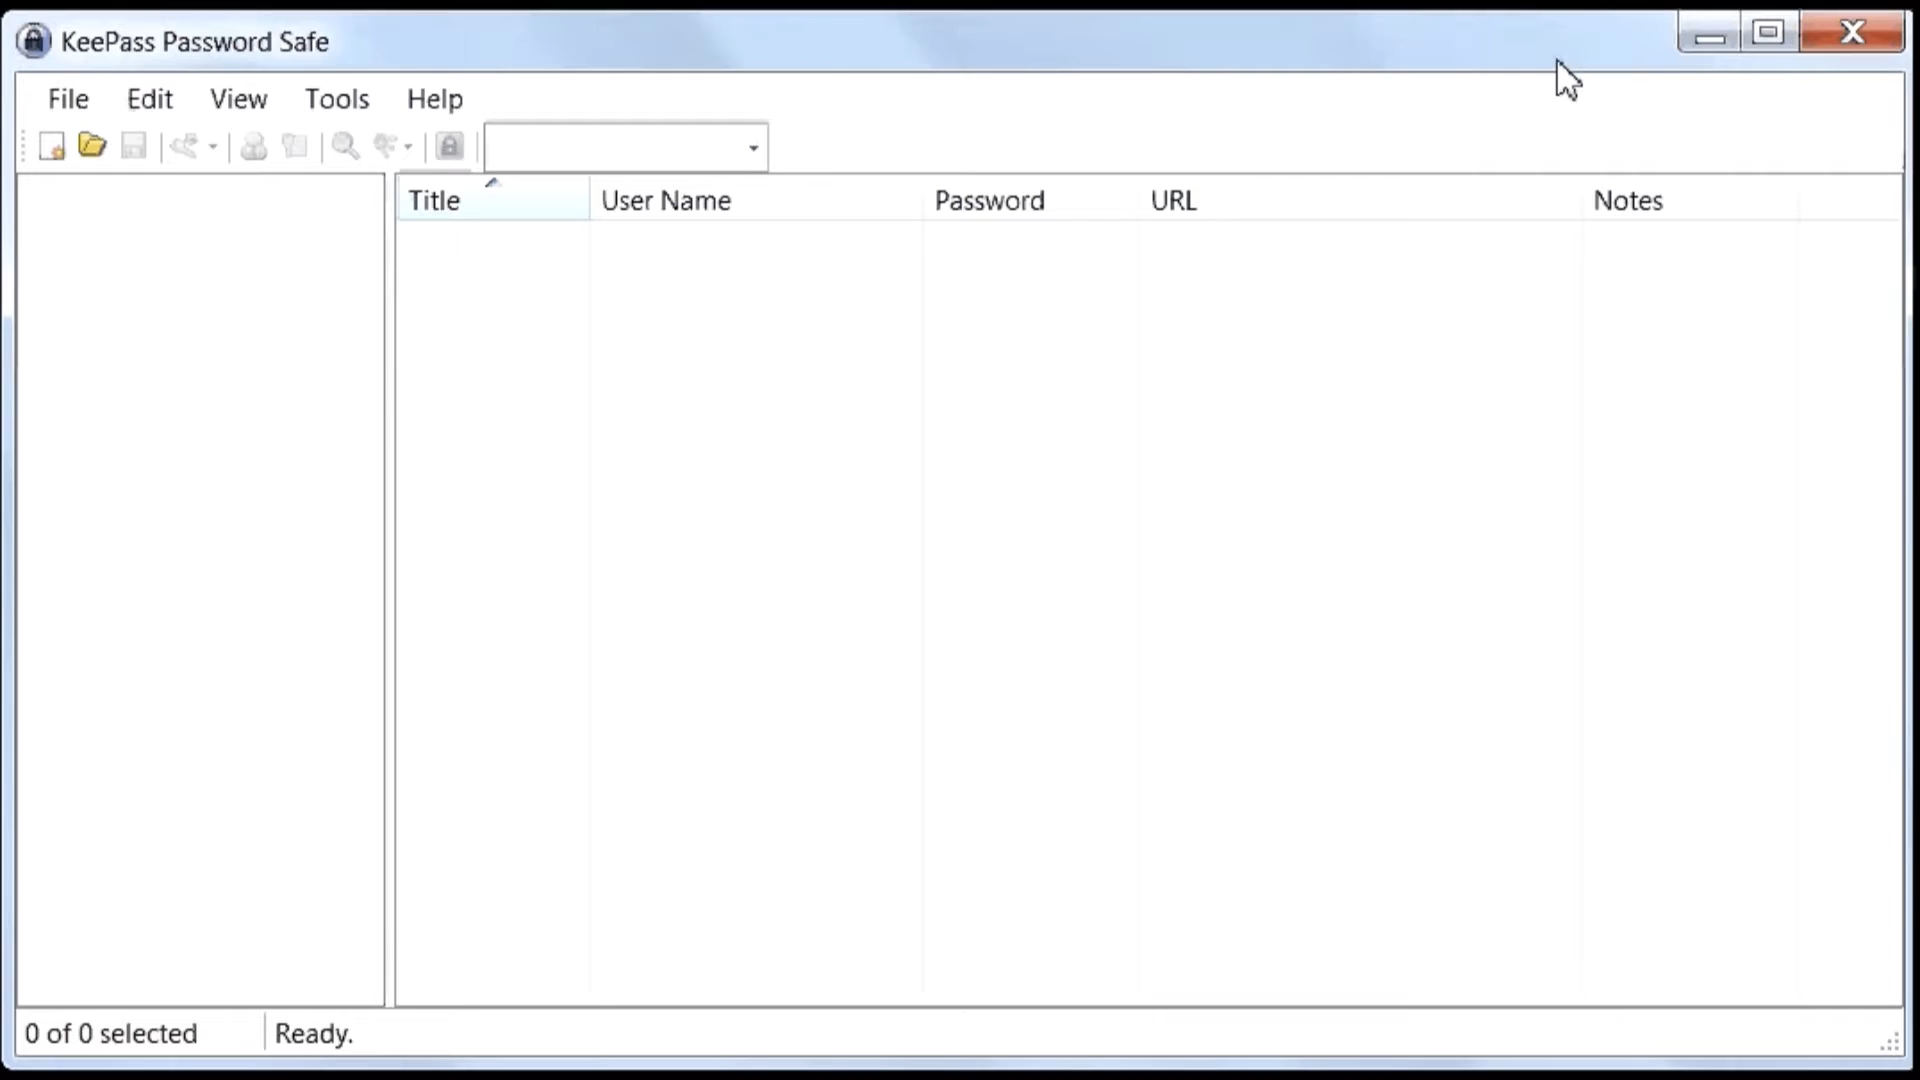 KeePass Password Safe
File Edit View Tools Help
Title User Name Password URL Notes
0 of 0 selected Ready.